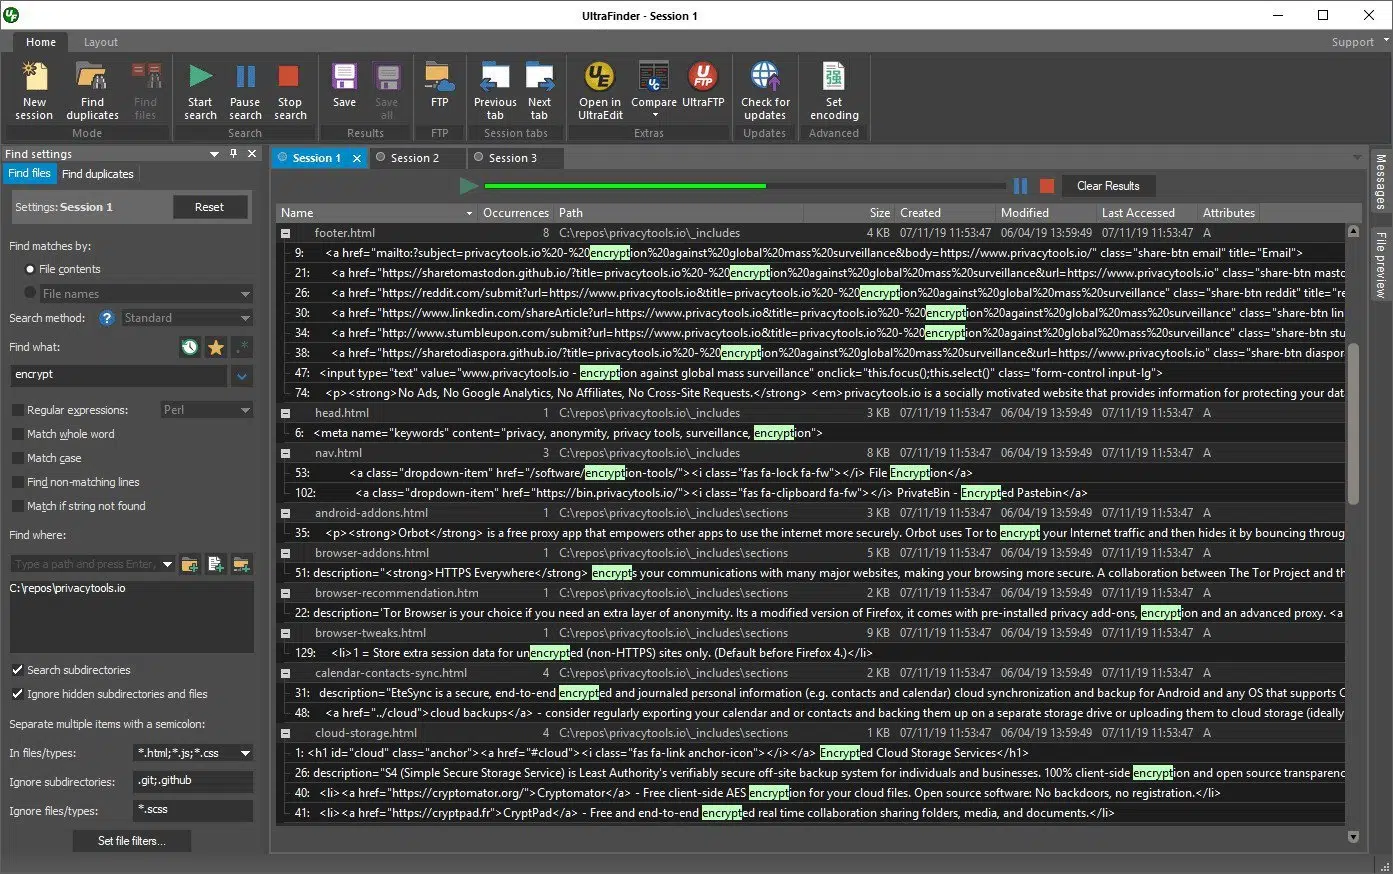 UltraFinder - Session 1
Home Layout Support
New session
Find duplicates
Find files
Start search
Pause search
Stop search
Save
Save all
FTP
Previous tab
Next tab
Open in UltraEdit
Compare
UltraFTP
Check for updates
Set encoding
Mode Search Results FTP Session tabs Extras Updates Advanced
Find settings
Find files Find duplicates
Settings: Session 1 Reset
Find matches by:
File contents
File names
Search method: ? Standard
Find what:
encrypt
Regular expressions: Perl
Match whole word
Match case
Find non-matching lines
Match if string not found
Find where:
Type a path and press Enter,
C:\repos\privacytools.io
Search subdirectories
Ignore hidden subdirectories and files
Separate multiple items with a semicolon:
In files/types: *.html;*.js;*.css
Ignore subdirectories: .git;.github
Ignore files/types: *.scss
Set file filters...
Session 1 Session 2 Session 3
Clear Results
Name Occurrences Path Size Created Modified Last Accessed Attributes
footer.html 8 C:\repos\privacytools.io\_includes 4 KB 07/11/19 11:53:47 06/04/19 13:59:49 07/11/19 11:53:47 A
9: <a href="mailto:?subject=privacytools.io%20-%20encryption%20against%20global%20mass%20surveillance&body=https://www.privacytools.io/" class="share-btn email" title="Email">
21: <a href="https://sharetomastodon.github.io/?title=privacytools.io%20-%20encryption%20against%20global%20mass%20surveillance&url=https://www.privacytools.io" class="share-btn masto
26: <a href="https://reddit.com/submit?url=https://www.privacytools.io&title=privacytools.io%20-%20encryption%20against%20global%20mass%20surveillance" class="share-btn reddit" title="re
30: <a href="https://www.linkedin.com/shareArticle?url=https://www.privacytools.io&title=privacytools.io%20-%20encryption%20against%20global%20mass%20surveillance" class="share-btn lin
34: <a href="http://www.stumbleupon.com/submit?url=https://www.privacytools.io&title=privacytools.io%20-%20encryption%20against%20global%20mass%20surveillance" class="share-btn stu
38: <a href="https://sharetodiaspora.github.io/?title=privacytools.io%20-%20encryption%20against%20global%20mass%20surveillance&url=https://www.privacytools.io" class="share-btn diaspor
47: <input type="text" value="www.privacytools.io - encryption against global mass surveillance" onclick="this.focus();this.select()" class="form-control input-lg">
74: <p><strong>No Ads, No Google Analytics, No Affiliates, No Cross-Site Requests.</strong> <em>privacytools.io is a socially motivated website that provides information for protecting your dat
head.html 1 C:\repos\privacytools.io\_includes 3 KB 07/11/19 11:53:47 06/04/19 13:59:49 07/11/19 11:53:47 A
6: <meta name="keywords" content="privacy, anonymity, privacy tools, surveillance, encryption">
nav.html 3 C:\repos\privacytools.io\_includes 8 KB 07/11/19 11:53:47 06/04/19 13:59:49 07/11/19 11:53:47 A
53: <a class="dropdown-item" href="/software/encryption-tools/"><i class="fas fa-lock fa-fw"></i> File Encryption</a>
102: <a class="dropdown-item" href="https://bin.privacytools.io/"><i class="fas fa-clipboard fa-fw"></i> PrivateBin - Encrypted Pastebin</a>
android-addons.html 1 C:\repos\privacytools.io\_includes\sections 3 KB 07/11/19 11:53:47 06/04/19 13:59:49 07/11/19 11:53:47 A
35: <p><strong>Orbot</strong> is a free proxy app that empowers other apps to use the internet more securely. Orbot uses Tor to encrypt your Internet traffic and then hides it by bouncing throug
browser-addons.html 1 C:\repos\privacytools.io\_includes\sections 5 KB 07/11/19 11:53:47 06/04/19 13:59:49 07/11/19 11:53:47 A
51: description="<strong>HTTPS Everywhere</strong> encrypts your communications with many major websites, making your browsing more secure. A collaboration between The Tor Project and th
browser-recommendation.htm 1 C:\repos\privacytools.io\_includes\sections 2 KB 07/11/19 11:53:47 06/04/19 13:59:49 07/11/19 11:53:47 A
22: description='Tor Browser is your choice if you need an extra layer of anonymity. Its a modified version of Firefox, it comes with pre-installed privacy add-ons, encryption and an advanced proxy. <a
browser-tweaks.html 1 C:\repos\privacytools.io\_includes\sections 9 KB 07/11/19 11:53:47 06/04/19 13:59:49 07/11/19 11:53:47 A
129: <li>1 = Store extra session data for unencrypted (non-HTTPS) sites only. (Default before Firefox 4.)</li>
calendar-contacts-sync.html 4 C:\repos\privacytools.io\_includes\sections 2 KB 07/11/19 11:53:47 06/04/19 13:59:49 07/11/19 11:53:47 A
31: description="EteSync is a secure, end-to-end encrypted and journaled personal information (e.g. contacts and calendar) cloud synchronization and backup for Android and any OS that supports C
48: <a href="../cloud">cloud backups</a> - consider regularly exporting your calendar and or contacts and backing them up on a separate storage drive or uploading them to cloud storage (ideally
cloud-storage.html 4 C:\repos\privacytools.io\_includes\sections 1 KB 07/11/19 11:53:47 06/04/19 13:59:49 07/11/19 11:53:47 A
1: <h1 id="cloud" class="anchor"><a href="#cloud"><i class="fas fa-link anchor-icon"></i></a> Encrypted Cloud Storage Services</h1>
26: description="S4 (Simple Secure Storage Service) is Least Authority's verifiably secure off-site backup system for individuals and businesses. 100% client-side encryption and open source transparenc
40: <li><a href="https://cryptomator.org/">Cryptomator</a> - Free client-side AES encryption for your cloud files. Open source software: No backdoors, no registration.</li>
41: <li><a href="https://cryptpad.fr">CryptPad</a> - Free and end-to-end encrypted real time collaboration sharing folders, media, and documents.</li>
Messages
File preview